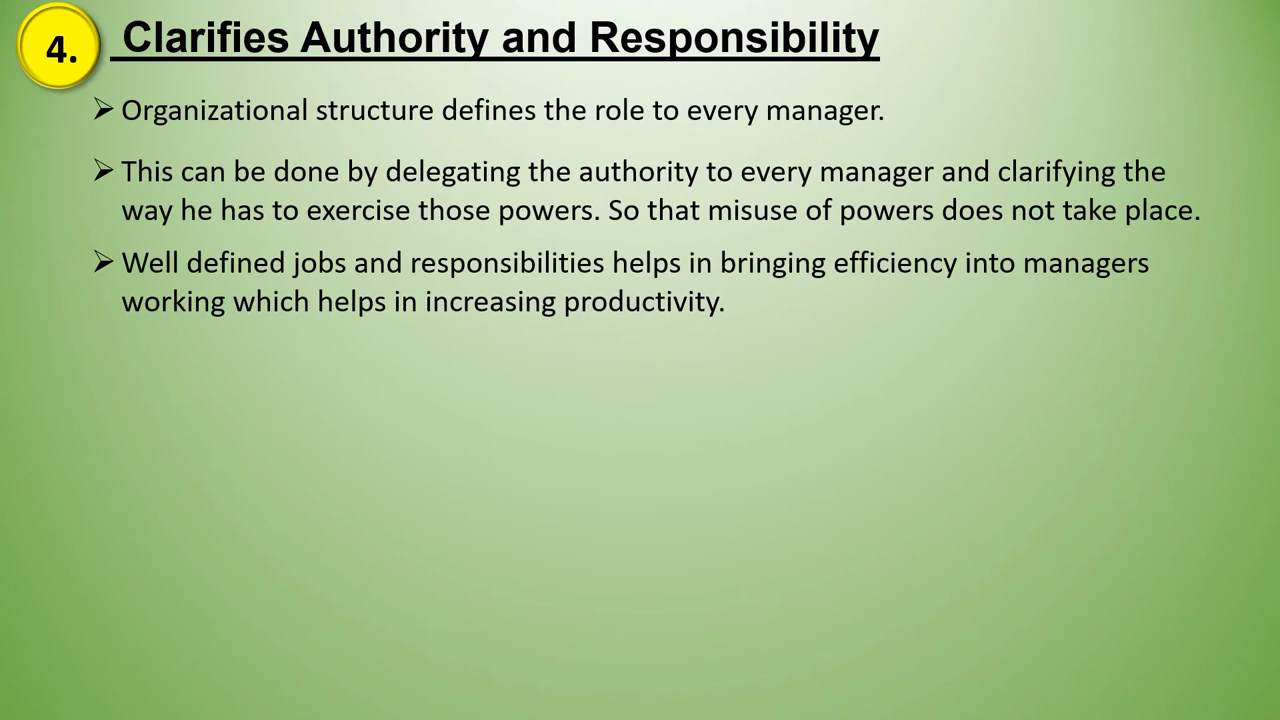 4. Clarifies Authority and Responsibility
➢ Organizational structure defines the role to every manager.
➢ This can be done by delegating the authority to every manager and clarifying the
way he has to exercise those powers. So that misuse of powers does not take place.
➢ Well defined jobs and responsibilities helps in bringing efficiency into managers
working which helps in increasing productivity.